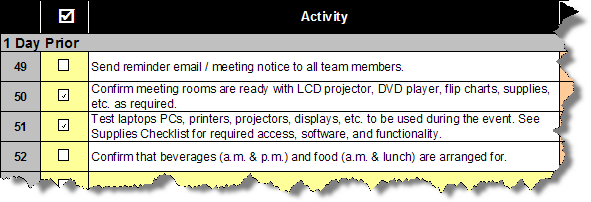 Activity
1 Day Prior
49 Send reminder email / meeting notice to all team members.
50 Confirm meeting rooms are ready with LCD projector, DVD player, flip charts, supplies,
etc. as required.
51 Test laptops PCs, printers, projectors, displays, etc. to be used during the event. See
Supplies Checklist for required access, software, and functionality.
52 Confirm that beverages (a.m. & p.m.) and food (a.m. & lunch) are arranged for.